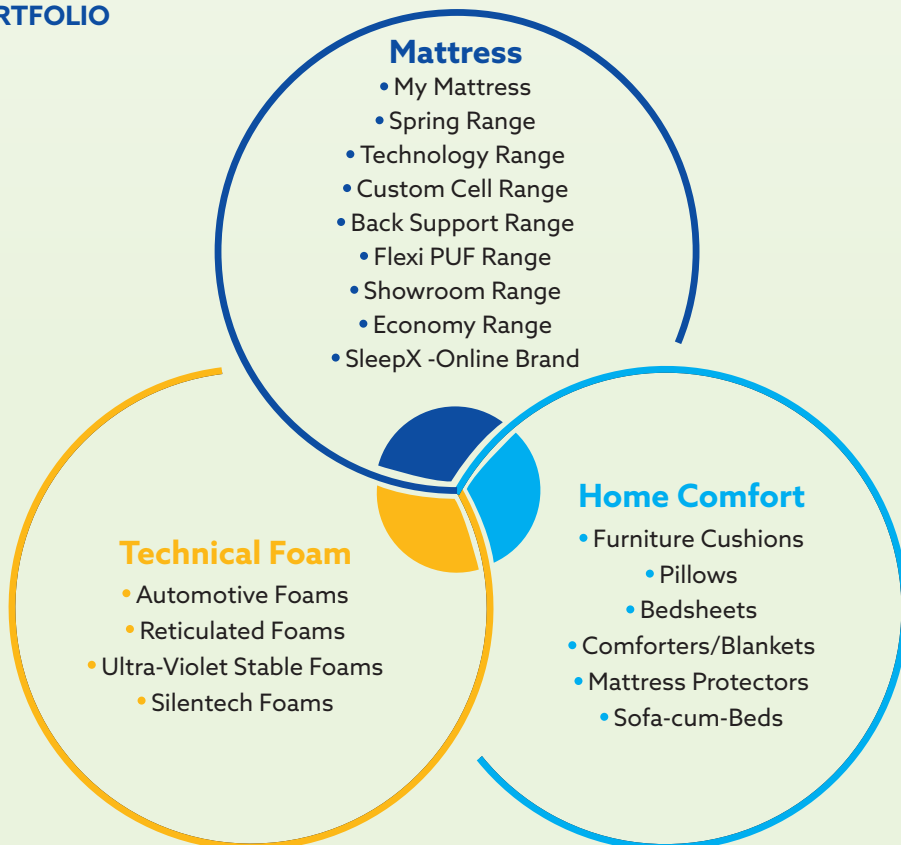 RTFOLIO
Mattress
• My Mattress
• Spring Range
• Technology Range
• Custom Cell Range
• Back Support Range
• Flexi PUF Range
• Showroom Range
• Economy Range
• SleepX -Online Brand
Technical Foam
• Automotive Foams
• Reticulated Foams
• Ultra-Violet Stable Foams
• Silentech Foams
Home Comfort
• Furniture Cushions
• Pillows
• Bedsheets
• Comforters/Blankets
• Mattress Protectors
• Sofa-cum-Beds